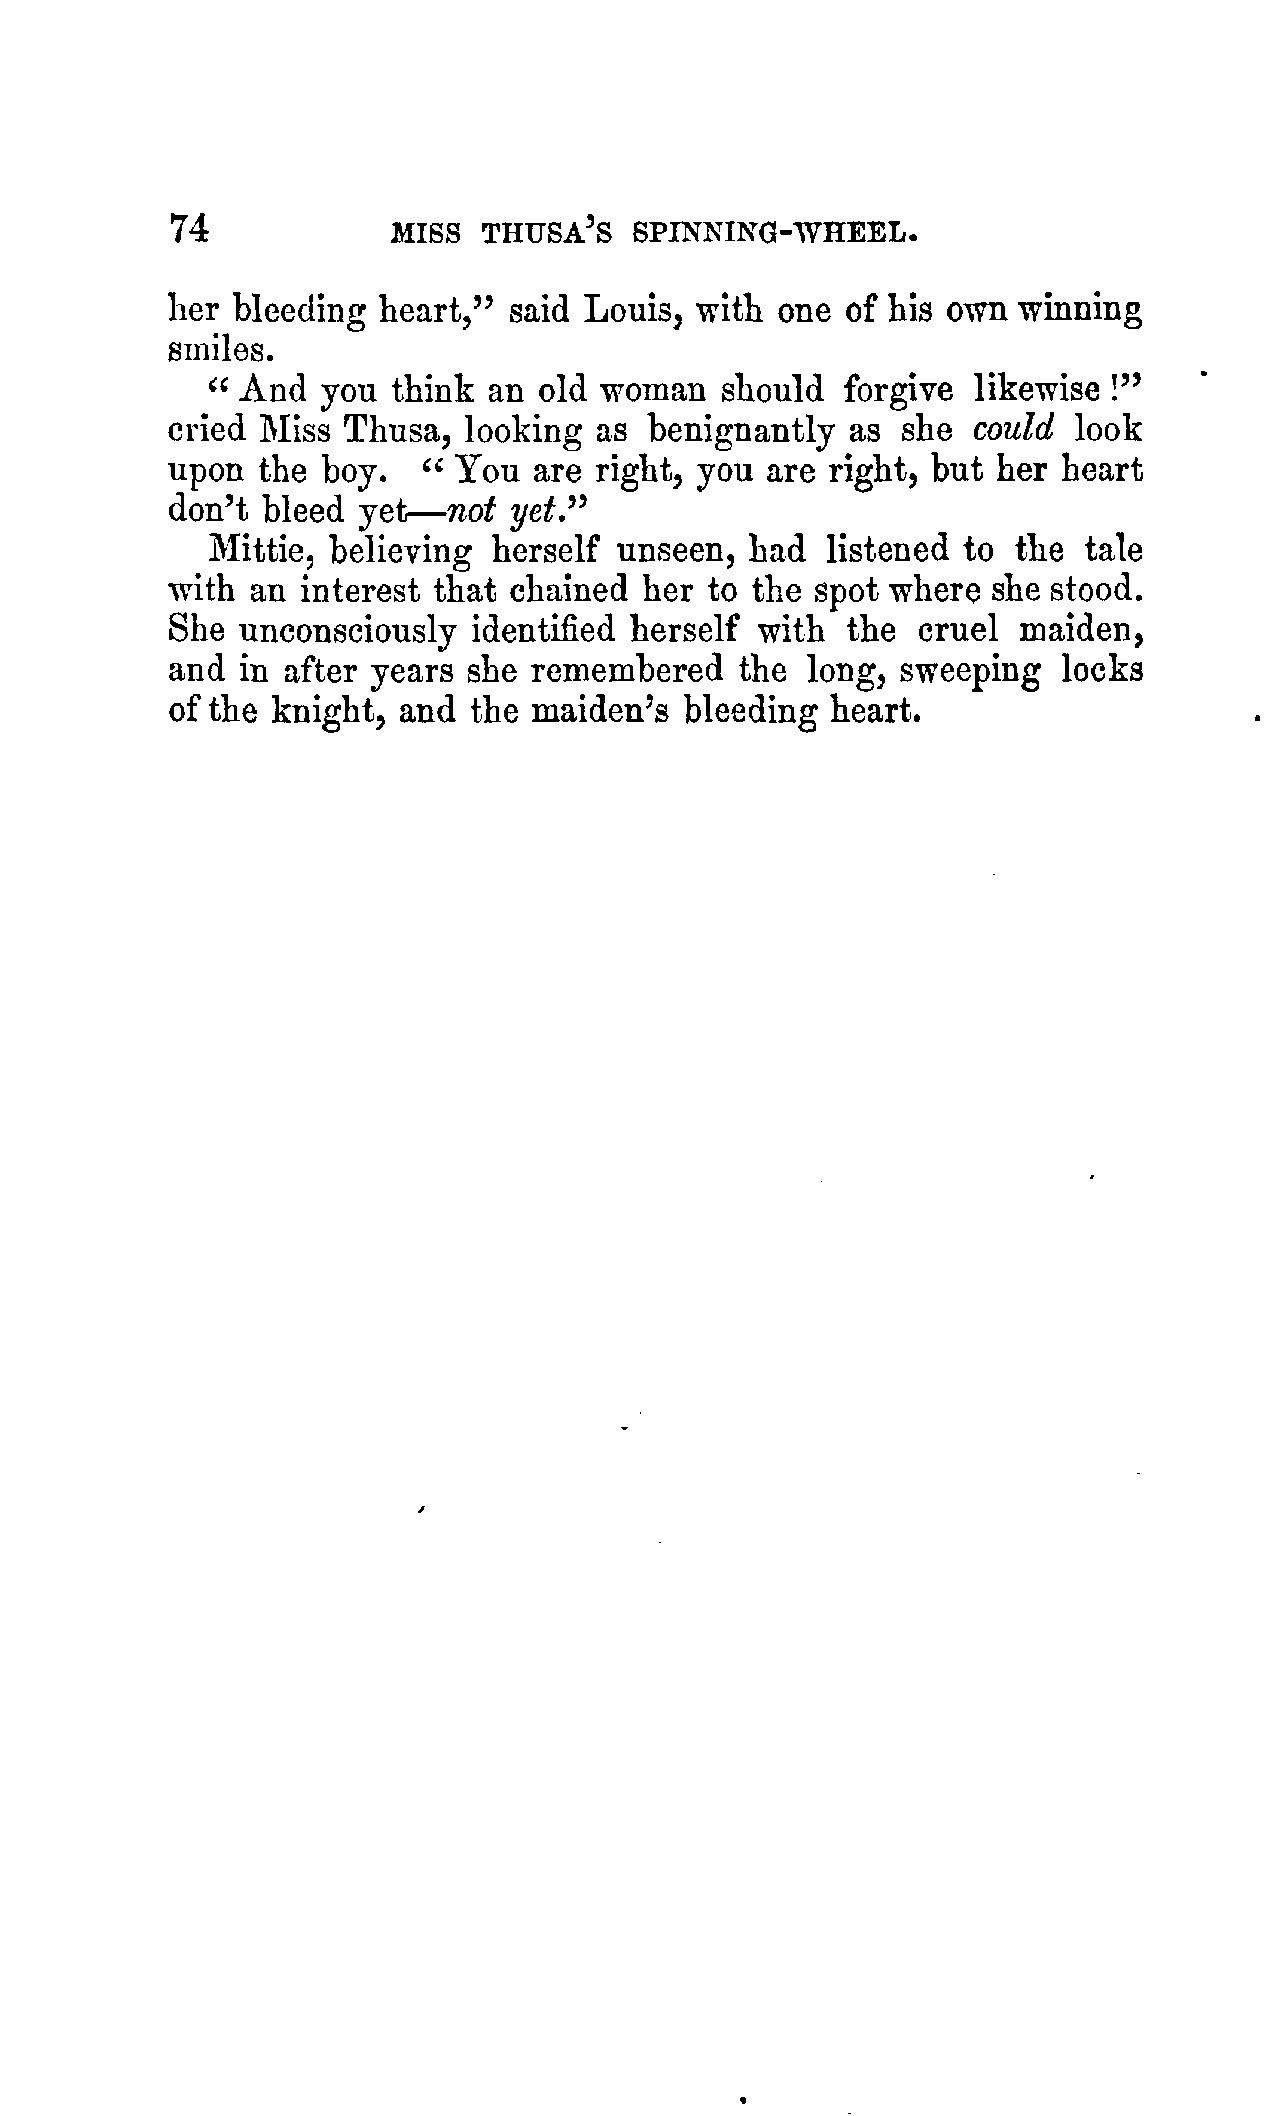 74 MISS THUSA'S SPINNING-WHEEL.
her bleeding heart," said Louis, with one of his own winning
smiles.
"And you think an old woman should forgive likewise!"
cried Miss Thusa, looking as benignantly as she could look
upon the boy. "You are right, you are right, but her heart
don't bleed yet—not yet."
Mittie, believing herself unseen, had listened to the tale
with an interest that chained her to the spot where she stood.
She unconsciously identified herself with the cruel maiden,
and in after years she remembered the long, sweeping locks
of the knight, and the maiden's bleeding heart.